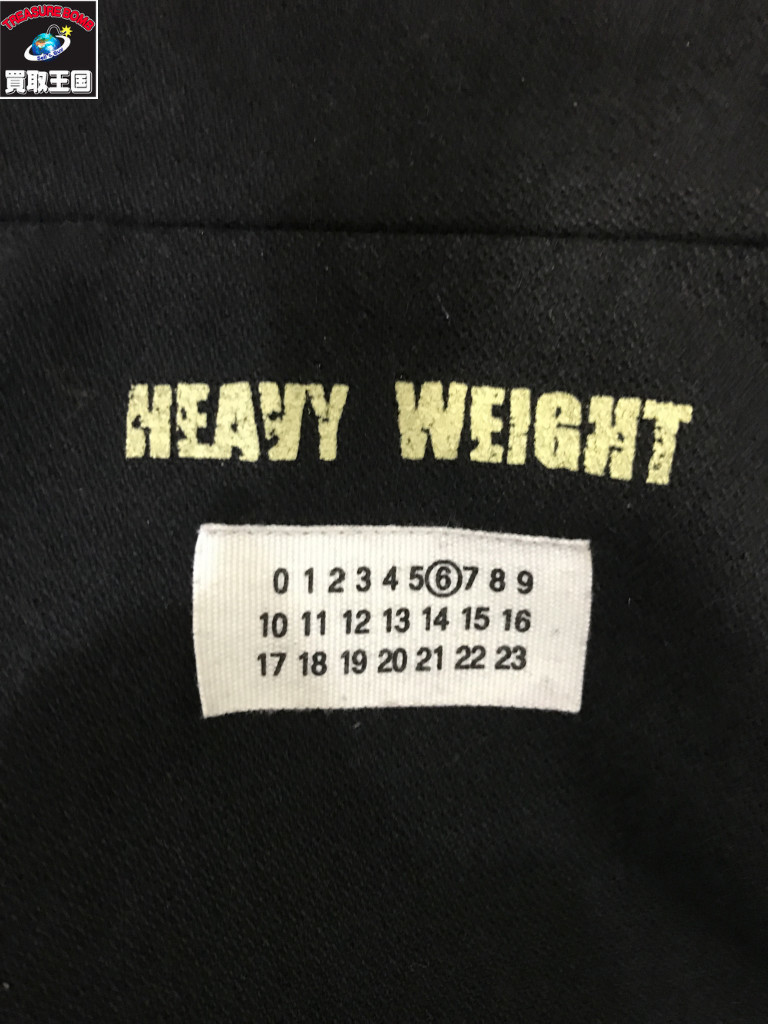 TREASURE BOMB
買取王国
HEAVY WEIGHT
0 1 2 3 4 5 ⑥ 7 8 9
10 11 12 13 14 15 16
17 18 19 20 21 22 23